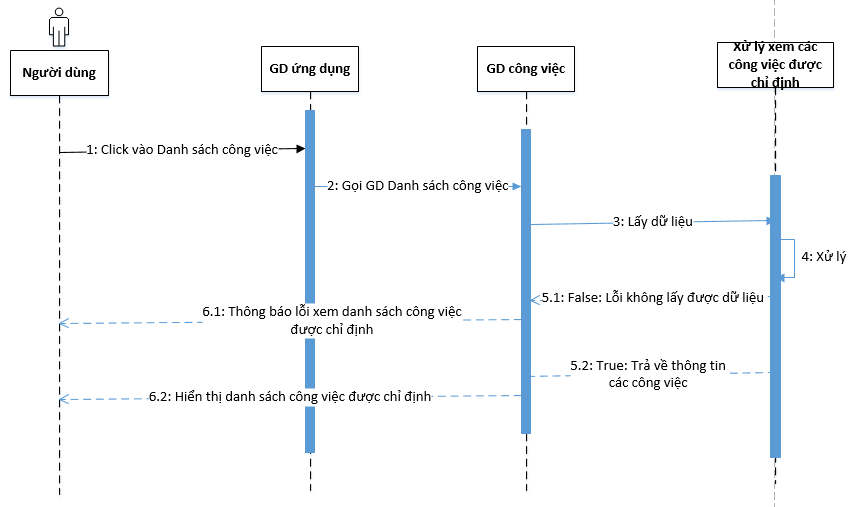 Người dùng
GD ứng dụng
GD công việc
Xử lý xem các
công việc được
chỉ định
1: Click vào Danh sách công việc
2: Gọi GD Danh sách công việc
3: Lấy dữ liệu
4: Xử lý
5.1: False: Lỗi không lấy được dữ liệu
6.1: Thông báo lỗi xem danh sách công việc
được chỉ định
5.2: True: Trả về thông tin
các công việc
6.2: Hiển thị danh sách công việc được chỉ định